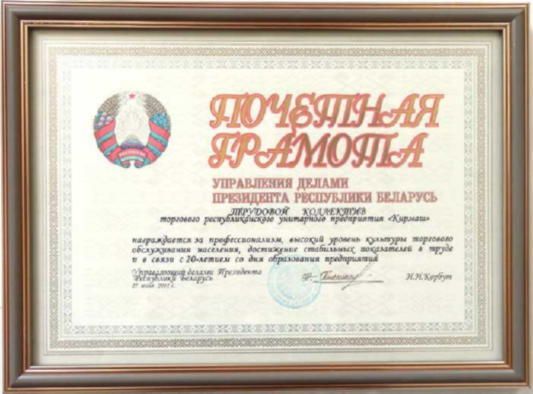 ПОЧЕТНАЯ
ГРАМОТА
УПРАВЛЕНИЯ ДЕЛАМИ
ПРЕЗИДЕНТА РЕСПУБЛИКИ БЕЛАРУСЬ
ТРУДОВОЙ КОЛЛЕКТИВ
торгового республиканского унитарного предприятия «Кирмаш»
награждается за профессионализм, высокий уровень культуры торгового
обслуживания населения, достижение стабильных показателей в труде
и в связи с 20-летием со дня образования предприятия
Управляющий делами Президента
Республики Беларусь
Н.И.Корбут